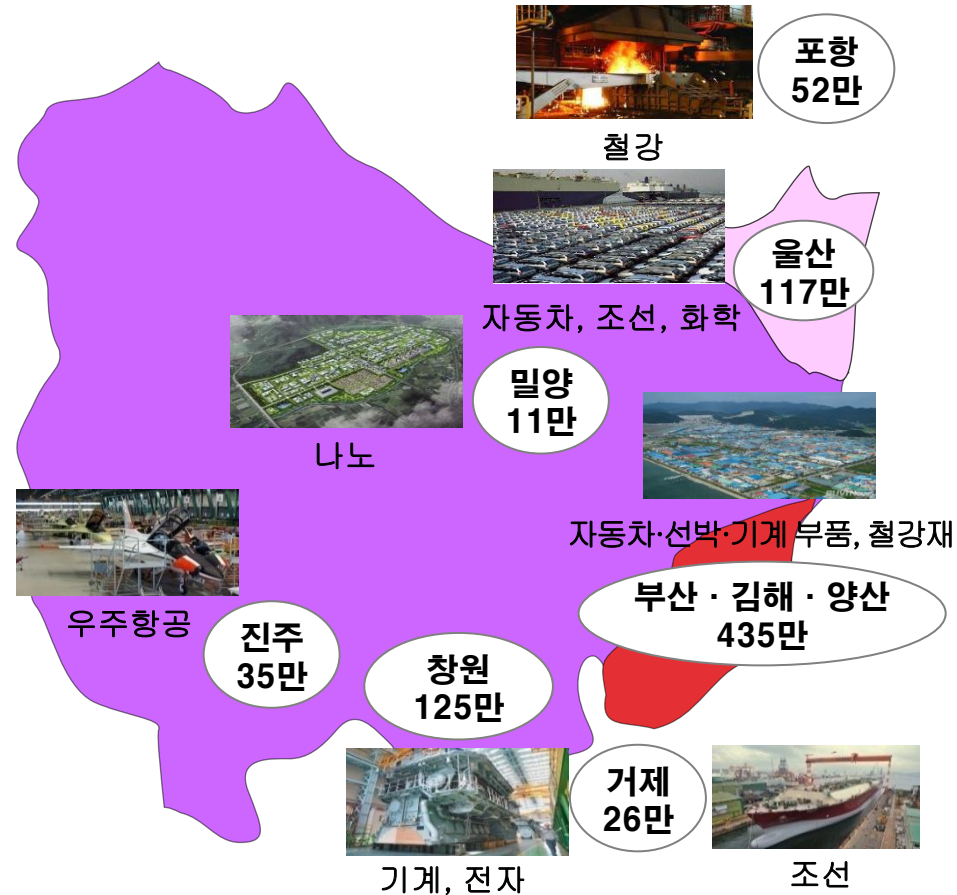 포항
52만
철강
울산
117만
자동차, 조선, 화학
밀양
11만
나노
자동차·선박·기계 부품, 철강재
부산 · 김해 · 양산
435만
우주항공
진주
35만
창원
125만
거제
26만
기계, 전자
조선